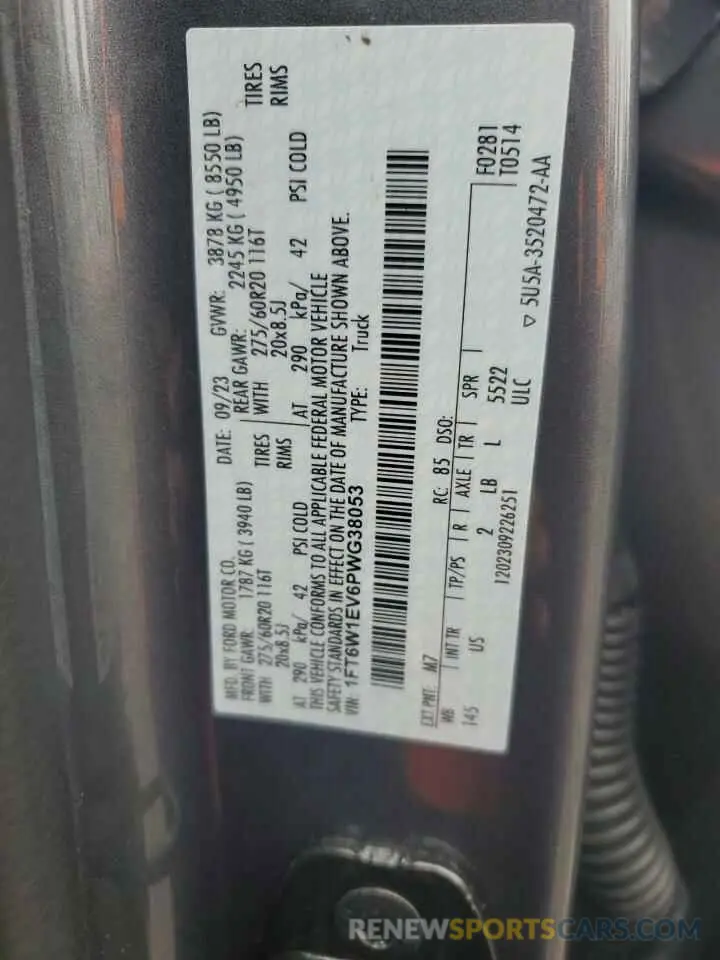 MFD. BY FORD MOTOR CO.
DATE: 09/23 GVWR: 3878 KG ( 8550 LB)
FRONT GAWR: 1787 KG ( 3940 LB)
REAR GAWR: 2245 KG ( 4950 LB)
WITH 275/60R20 116T TIRES
WITH 275/60R20 116T TIRES
20x8.5J RIMS
20x8.5J RIMS
AT 290 kPa/ 42 PSI COLD
AT 290 kPa/ 42 PSI COLD
THIS VEHICLE CONFORMS TO ALL APPLICABLE FEDERAL MOTOR VEHICLE
SAFETY STANDARDS IN EFFECT ON THE DATE OF MANUFACTURE SHOWN ABOVE.
VIN: 1FT6W1EV6PWG38053 TYPE: Truck
EXT PNT: M7 RC: 85 DSO:
WB INT TR TP/PS R AXLE TR SPR
F0281
145 US 2 LB L 5522 T0514
ULC
1202309226251
▽ 5U5A-3520472-AA
RENEWSPORTSCARS.COM